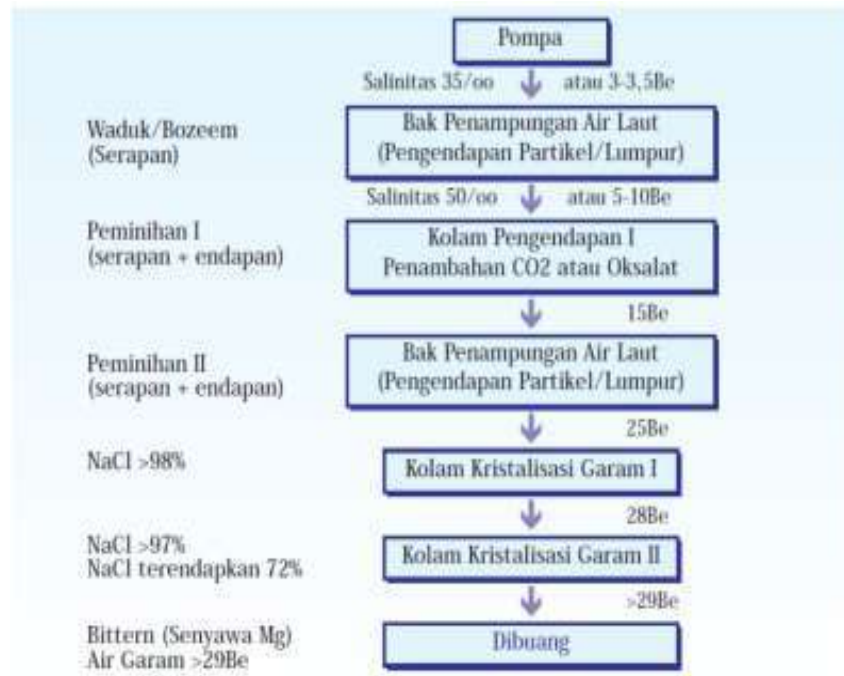 Pompa
Salinitas 35/oo atau 3-3,5Be
Waduk/Bozeem
(Serapan)
Bak Penampungan Air Laut
(Pengendapan Partikel/Lumpur)
Salinitas 50/oo atau 5-10Be
Peminihan I
(serapan + endapan)
Kolam Pengendapan I
Penambahan CO2 atau Oksalat
15Be
Peminihan II
(serapan + endapan)
Bak Penampungan Air Laut
(Pengendapan Partikel/Lumpur)
25Be
NaCl >98%
Kolam Kristalisasi Garam I
28Be
NaCl >97%
NaCl terendapkan 72%
Kolam Kristalisasi Garam II
>29Be
Bittern (Senyawa Mg)
Air Garam >29Be
Dibuang